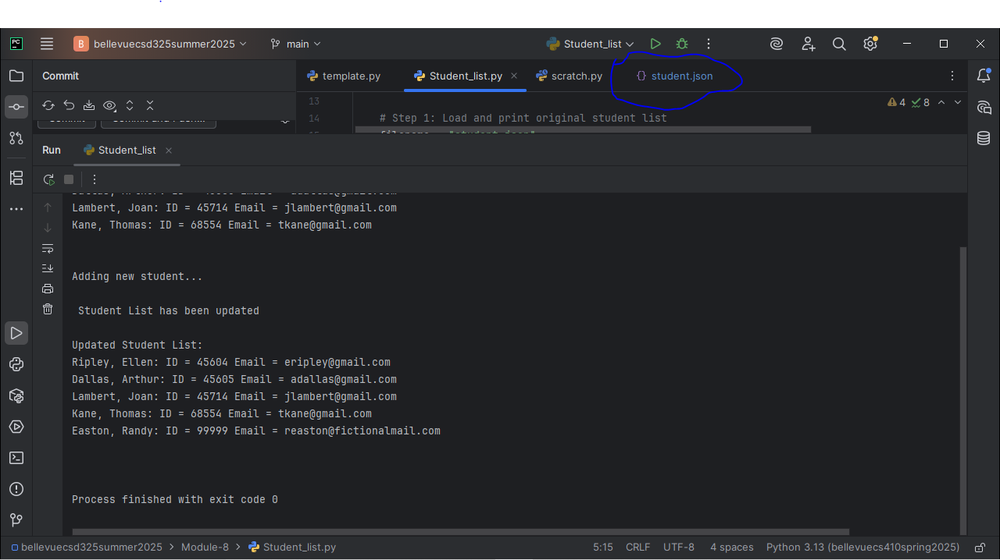 PC
B bellevuecsd325summer2025 main Student_list
Commit
template.py Student_list.py scratch.py {} student.json
13
4 8
14 # Step 1: Load and print original student list
Run Student_list
Lambert, Joan: ID = 45714 Email = jlambert@gmail.com
Kane, Thomas: ID = 68554 Email = tkane@gmail.com
Adding new student...
Student List has been updated
Updated Student List:
Ripley, Ellen: ID = 45604 Email = eripley@gmail.com
Dallas, Arthur: ID = 45605 Email = adallas@gmail.com
Lambert, Joan: ID = 45714 Email = jlambert@gmail.com
Kane, Thomas: ID = 68554 Email = tkane@gmail.com
Easton, Randy: ID = 99999 Email = reaston@fictionalmail.com
Process finished with exit code 0
bellevuecsd325summer2025 > Module-8 > Student_list.py 5:15 CRLF UTF-8 4 spaces Python 3.13 (bellevuecs410spring2025)